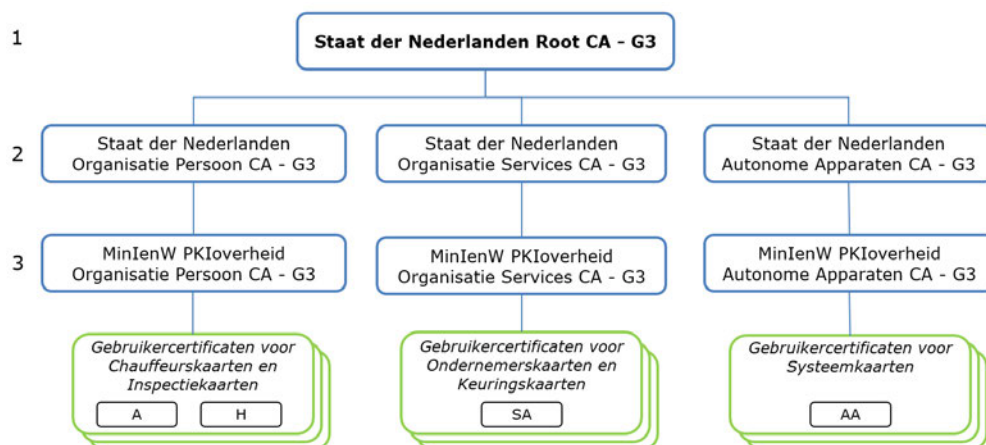 1
Staat der Nederlanden Root CA - G3
2
Staat der Nederlanden
Organisatie Persoon CA - G3
Staat der Nederlanden
Organisatie Services CA - G3
Staat der Nederlanden
Autonome Apparaten CA - G3
3
MinIenW PKIoverheid
Organisatie Persoon CA - G3
MinIenW PKIoverheid
Organisatie Services CA - G3
MinIenW PKIoverheid
Autonome Apparaten CA - G3
Gebruikercertificaten voor
Chauffeurskaarten en
Inspectiekaarten
A
H
Gebruikercertificaten voor
Ondernemerskaarten en
Keuringskaarten
SA
Gebruikercertificaten voor
Systeemkaarten
AA